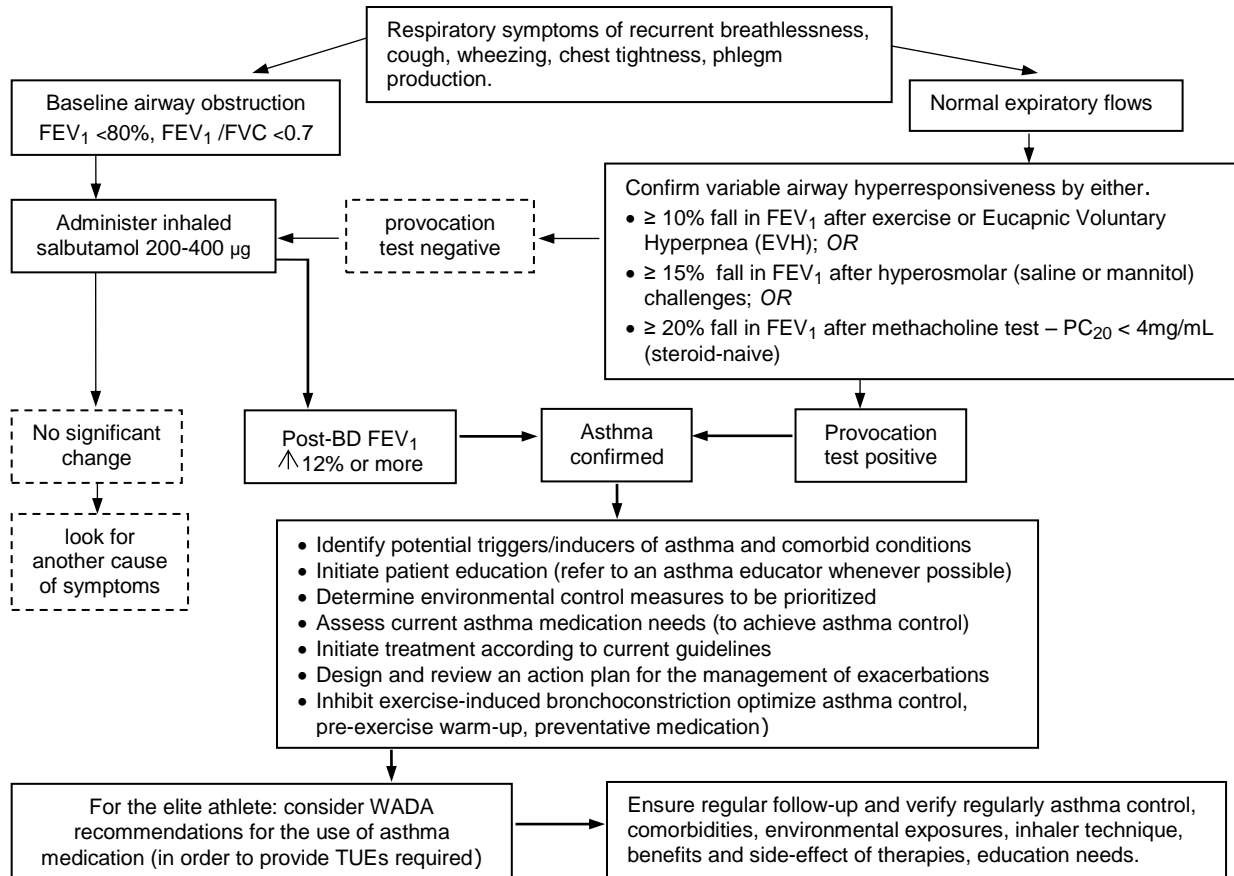 Respiratory symptoms of recurrent breathlessness,
cough, wheezing, chest tightness, phlegm
production.
Baseline airway obstruction
FEV1 <80%, FEV1 /FVC <0.7
Normal expiratory flows
Administer inhaled
salbutamol 200-400 µg
provocation
test negative
Confirm variable airway hyperresponsiveness by either.
• ≥ 10% fall in FEV1 after exercise or Eucapnic Voluntary
Hyperpnea (EVH); OR
• ≥ 15% fall in FEV1 after hyperosmolar (saline or mannitol)
challenges; OR
• ≥ 20% fall in FEV1 after methacholine test – PC20 < 4mg/mL
(steroid-naive)
No significant
change
Post-BD FEV1
12% or more
Asthma
confirmed
Provocation
test positive
look for
another cause
of symptoms
• Identify potential triggers/inducers of asthma and comorbid conditions
• Initiate patient education (refer to an asthma educator whenever possible)
• Determine environmental control measures to be prioritized
• Assess current asthma medication needs (to achieve asthma control)
• Initiate treatment according to current guidelines
• Design and review an action plan for the management of exacerbations
• Inhibit exercise-induced bronchoconstriction optimize asthma control,
pre-exercise warm-up, preventative medication)
For the elite athlete: consider WADA
recommendations for the use of asthma
medication (in order to provide TUEs required)
Ensure regular follow-up and verify regularly asthma control,
comorbidities, environmental exposures, inhaler technique,
benefits and side-effect of therapies, education needs.